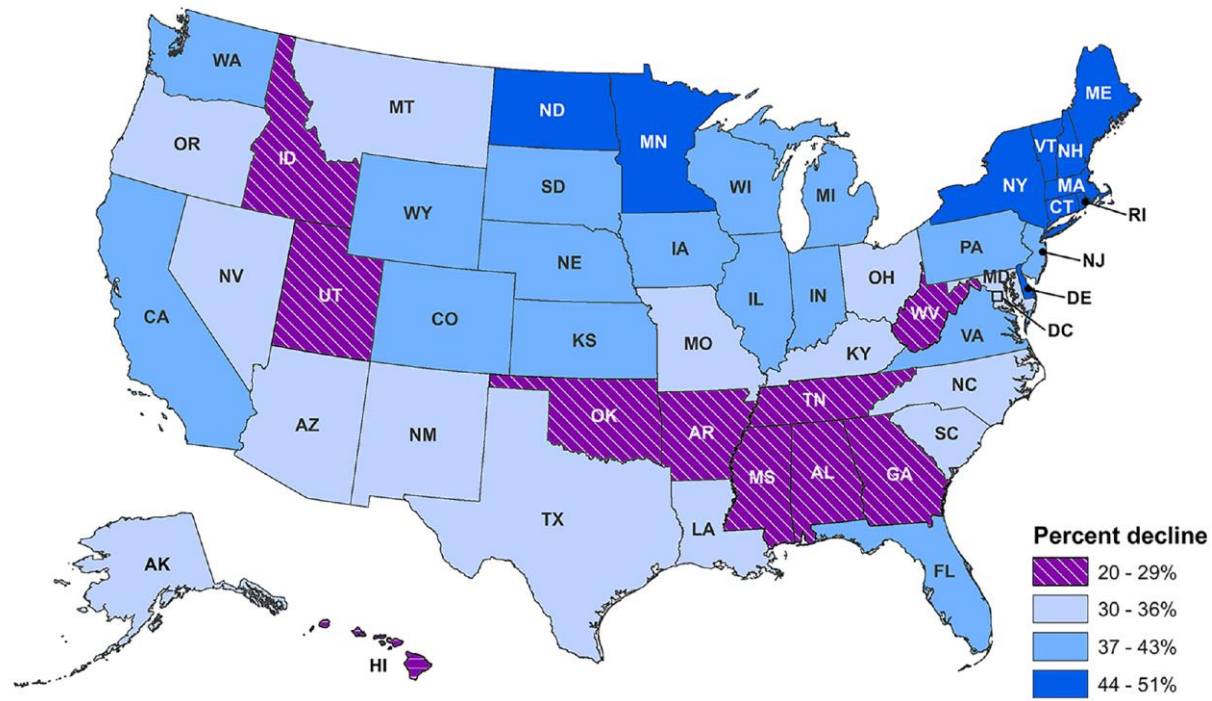 WA
MT
ND
MN
ME
OR
ID
SD
WI
MI
VT
NH
NY
MA
CT
RI
WY
IA
PA
NJ
NV
UT
NE
IL
IN
OH
MD
DE
WV
DC
CA
CO
KS
MO
KY
VA
AZ
NM
OK
AR
TN
NC
SC
MS
AL
GA
TX
LA
AK
FL
HI
Percent decline
20 - 29%
30 - 36%
37 - 43%
44 - 51%